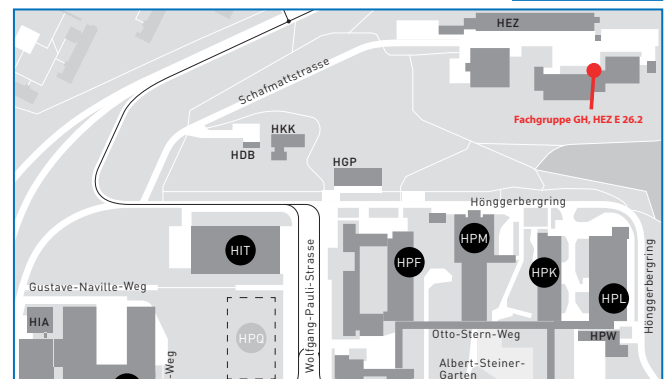 HEZ
Schafmattstrasse
Fachgruppe GH, HEZ E 26.2
HKK
HDB
HGP
Hönggerbergring
HIT
HPM
HPF
HPK
HPL
Wolfgang-Pauli-Strasse
Hönggerbergring
Gustave-Naville-Weg
HIA
HPQ
Otto-Stern-Weg
HPW
-Weg
Albert-Steiner-
Garten